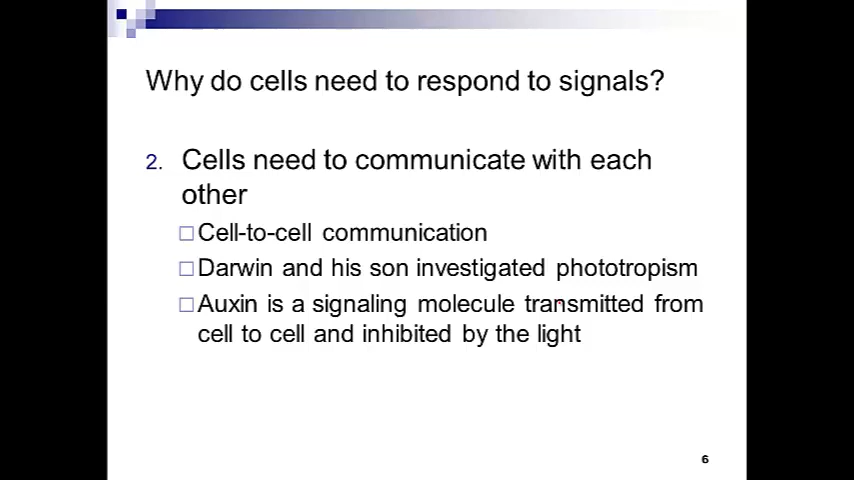 Why do cells need to respond to signals?
2. Cells need to communicate with each
other
Cell-to-cell communication
Darwin and his son investigated phototropism
Auxin is a signaling molecule transmitted from
cell to cell and inhibited by the light
6